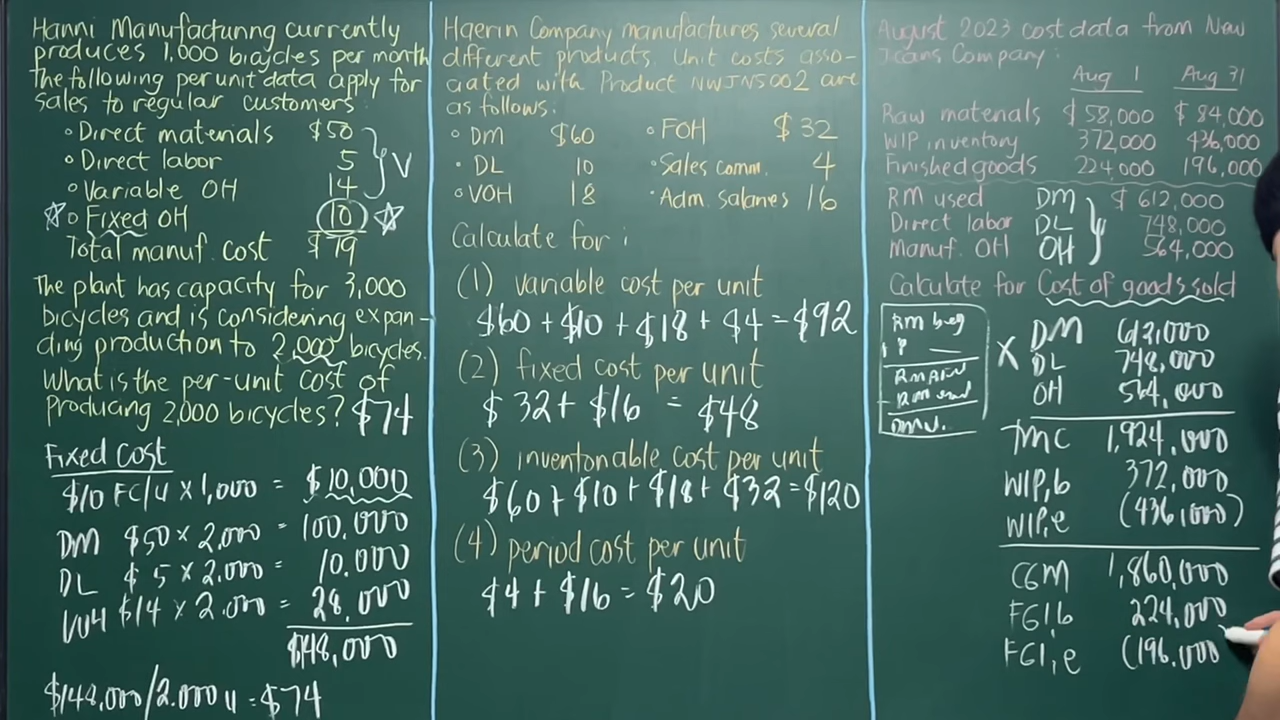 Hanni Manufacturing currently
produces 1,000 bicycles per month
The following per unit data apply for
sales to regular customers:
• Direct materials $50
• Direct labor 5
• Variable OH 14
V
☆ • Fixed OH 10 ☆
Total manuf. cost $79
The plant has capacity for 3,000
bicycles and is considering expan-
ding production to 2,000 bicycles.
What is the per-unit cost of
producing 2,000 bicycles? $74
Fixed Cost
$10 FC/u × 1,000 = $10,000
DM $50 × 2,000 = 100,000
DL $5 × 2,000 = 10,000
VOH $14 × 2,000 = 28,000
$148,000
$148,000/2,000 u = $74
Haerin Company manufactures several
different products. Unit costs asso-
ciated with Product NWJNS002 are
as follows:
• DM $60 • FOH $32
• DL 10 • Sales comm. 4
• VOH 18 • Adm. salaries 16
Calculate for:
(1) variable cost per unit
$60 + $10 + $18 + $4 = $92
(2) fixed cost per unit
$32 + $16 = $48
(3) inventoriable cost per unit
$60 + $10 + $18 + $32 = $120
(4) period cost per unit
$4 + $16 = $20
August 2023 cost data from New
Jeans Company:
Aug 1 Aug 31
Raw materials $58,000 $84,000
WIP inventory 372,000 436,000
Finished goods 224,000 196,000
RM used DM $612,000
Direct labor DL 748,000
Manuf. OH OH 564,000
Calculate for Cost of goods sold
RM beg
P
RM end
DMU.
X DM 612,000
DL 748,000
OH 564,000
TMC 1,924,000
WIP,b 372,000
WIP,e (436,000)
CGM 1,860,000
FGI,b 224,000
FGI,e (196,000